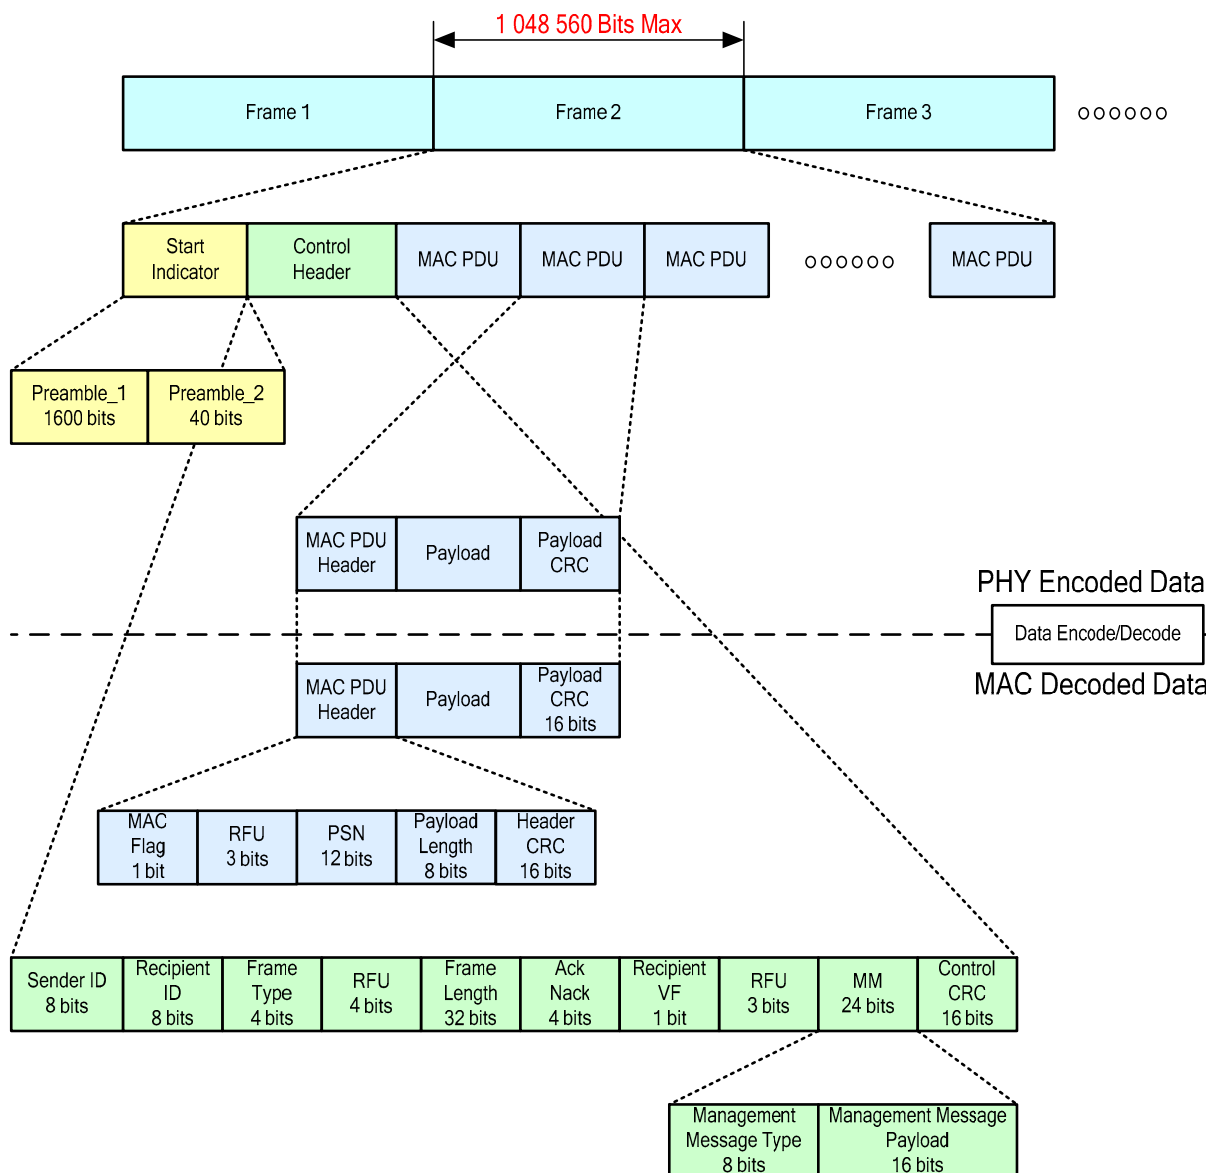 1 048 560 Bits Max
Frame 1
Frame 2
Frame 3
oooooo
Start
Indicator
Control
Header
MAC PDU
MAC PDU
MAC PDU
oooooo
MAC PDU
Preamble_1
1600 bits
Preamble_2
40 bits
MAC PDU
Header
Payload
Payload
CRC
PHY Encoded Data
Data Encode/Decode
MAC Decoded Data
MAC PDU
Header
Payload
Payload
CRC
16 bits
MAC
Flag
1 bit
RFU
3 bits
PSN
12 bits
Payload
Length
8 bits
Header
CRC
16 bits
Sender ID
8 bits
Recipient
ID
8 bits
Frame
Type
4 bits
RFU
4 bits
Frame
Length
32 bits
Ack
Nack
4 bits
Recipient
VF
1 bit
RFU
3 bits
MM
24 bits
Control
CRC
16 bits
Management
Message Type
8 bits
Management Message
Payload
16 bits